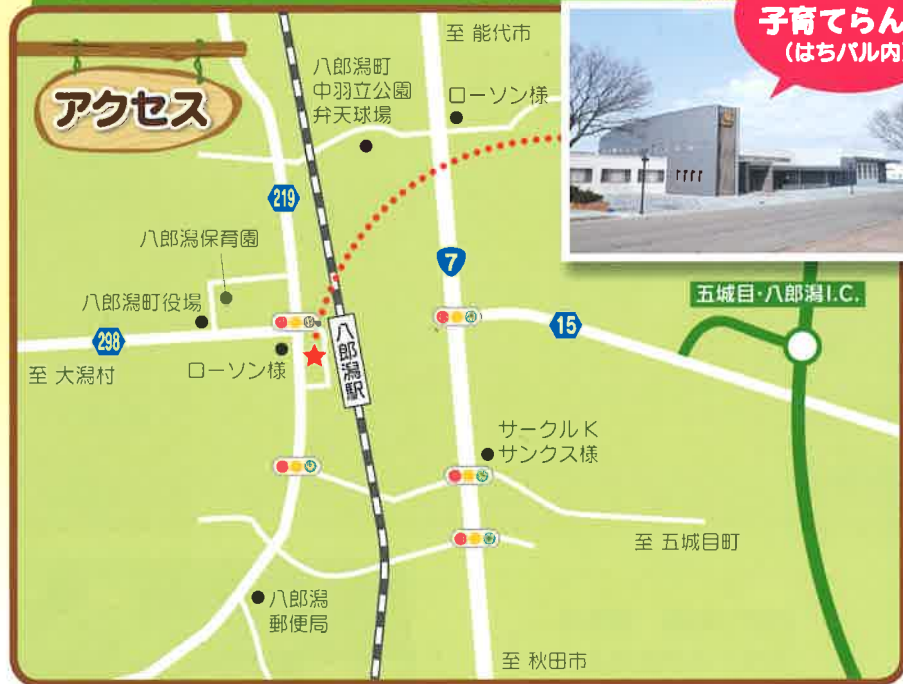 アクセス
至 能代市
子育てらん
(はちパル内
八郎潟町
中羽立公園
弁天球場
ローソン様
219
八郎潟保育園
7
五城目・八郎潟I.C.
八郎潟町役場
298
15
八郎潟駅
至 大潟村
ローソン様
サークルK
サンクス様
至 五城目町
八郎潟
郵便局
至 秋田市